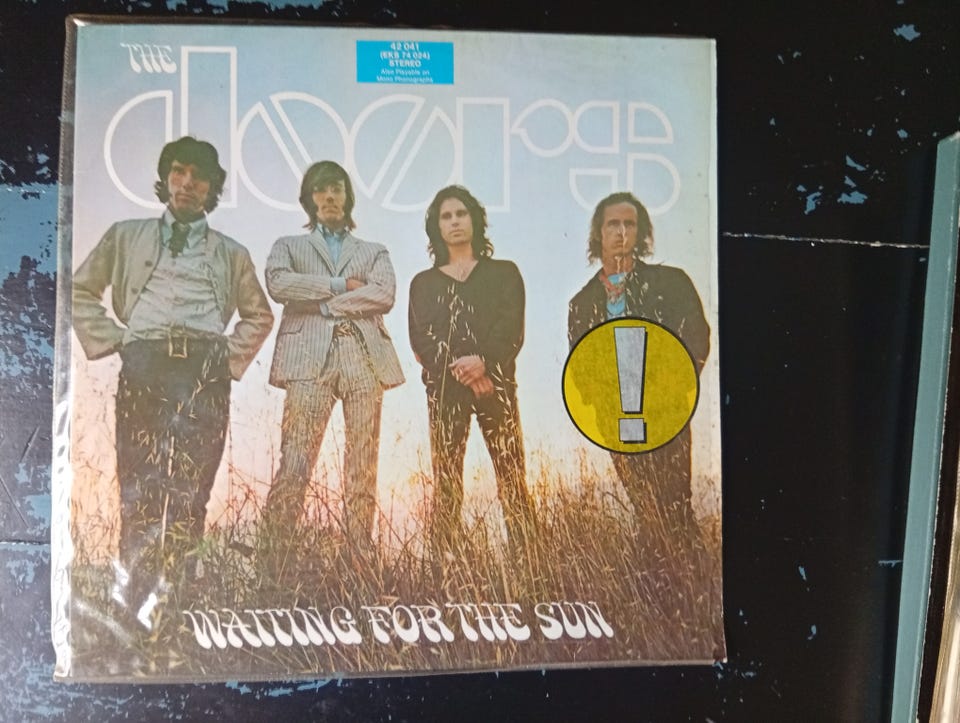 THE
doors
42 041
(EKS 74 024)
STEREO
Also Playable on
Mono Phonographs
!
WAITING FOR THE SUN